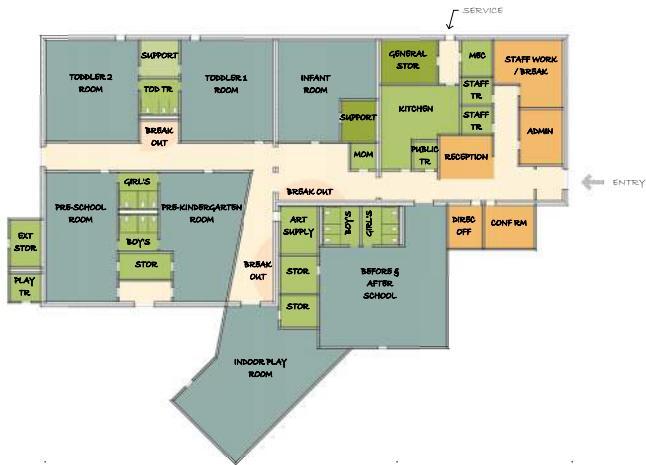 SERVICE
TODDLER 2
ROOM
SUPPORT
TOD TR
TODDLER 1
ROOM
INFANT
ROOM
GENERAL
STOR
MEC
STAFF WORK
/ BREAK
STAFF
TR
KITCHEN
SUPPORT
STAFF
TR
ADMIN
BREAK
OUT
MOM
PUBLIC
TR
RECEPTION
ENTRY
GIRL'S
BREAK OUT
PRE-SCHOOL
ROOM
PRE-KINDERGARTEN
ROOM
ART
SUPPLY
BOY'S
GIRL'S
DIREC
OFF
CONF RM
EXT
STOR
BOY'S
STOR
BREAK
OUT
STOR
BEFORE &
AFTER
SCHOOL
PLAY
TR
STOR
INDOOR PLAY
ROOM